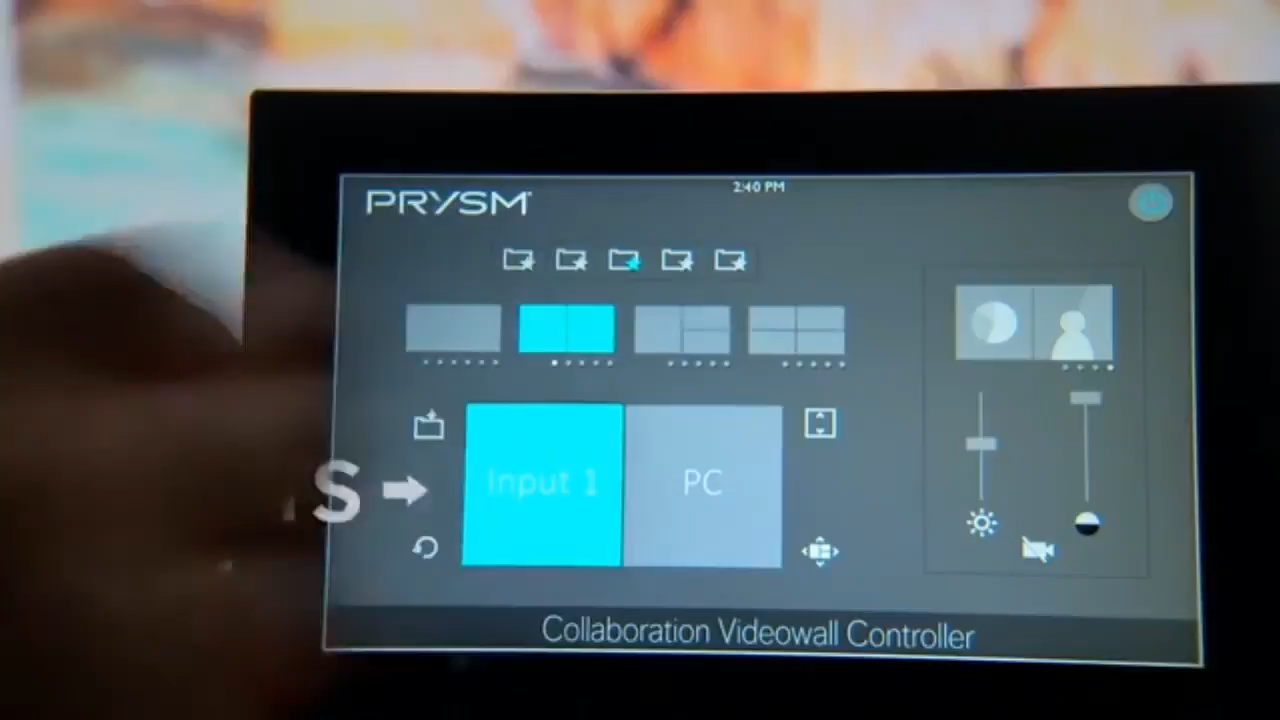 PRYSM
2:40 PM
Input 1
PC
S
Collaboration Videowall Controller